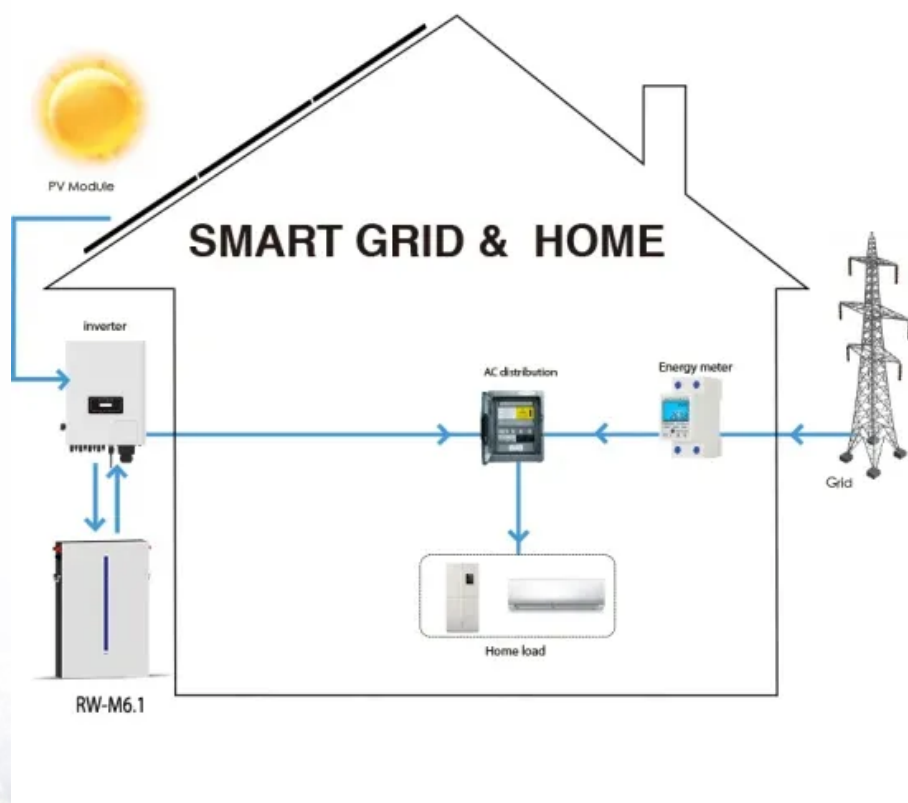 PV Module
SMART GRID & HOME
inverter
AC distribution
Energy meter
Grid
Home load
RW-M6.1